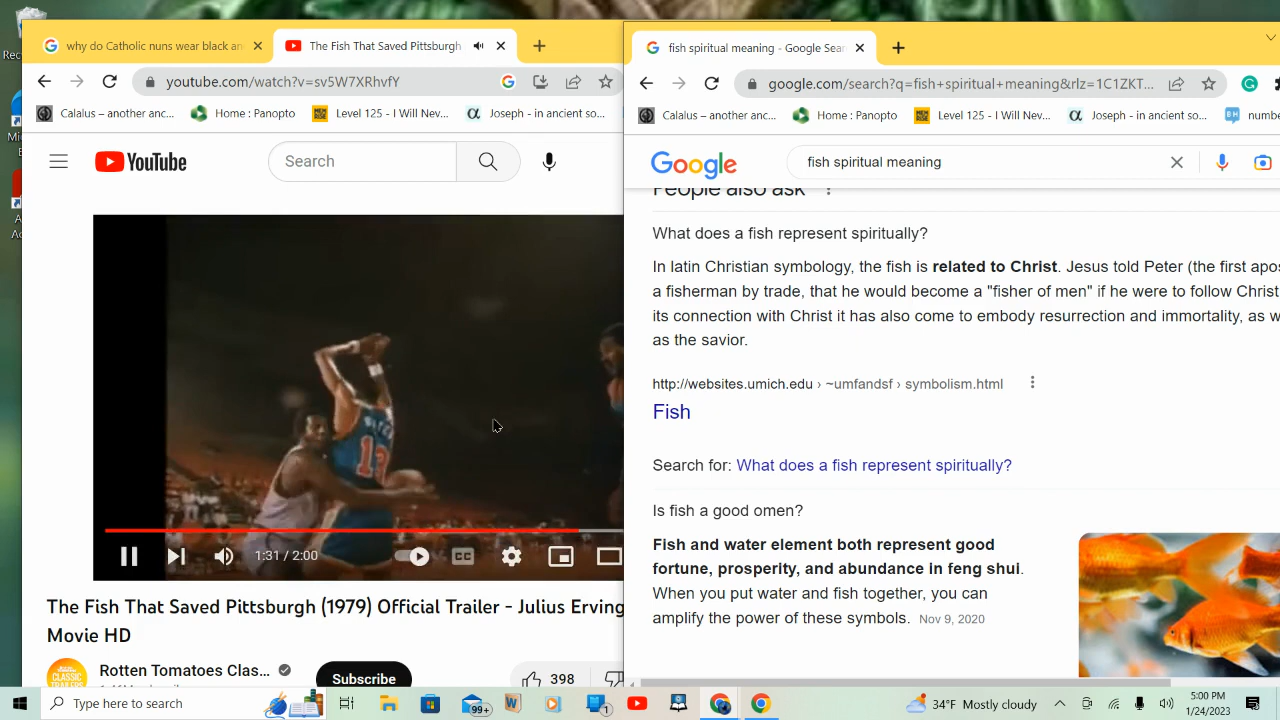 Recy
why do Catholic nuns wear black an
The Fish That Saved Pittsburgh
youtube.com/watch?v=sv5W7XRhvfY
Calalus – another anc...
Home : Panopto
Level 125 - I Will Nev...
Joseph - in ancient so...
YouTube
Search
1:31 / 2:00
CC
The Fish That Saved Pittsburgh (1979) Official Trailer - Julius Erving
Movie HD
Rotten Tomatoes Clas...
Subscribe
398
fish spiritual meaning - Google Sear
google.com/search?q=fish+spiritual+meaning&rlz=1C1ZKT...
Calalus – another anc...
Home : Panopto
Level 125 - I Will Nev...
Joseph - in ancient so...
numbe
Google
fish spiritual meaning
People also ask
What does a fish represent spiritually?
In latin Christian symbology, the fish is related to Christ. Jesus told Peter (the first apos
a fisherman by trade, that he would become a "fisher of men" if he were to follow Christ
its connection with Christ it has also come to embody resurrection and immortality, as w
as the savior.
http://websites.umich.edu › ~umfandsf › symbolism.html
Fish
Search for: What does a fish represent spiritually?
Is fish a good omen?
Fish and water element both represent good
fortune, prosperity, and abundance in feng shui.
When you put water and fish together, you can
amplify the power of these symbols. Nov 9, 2020
Type here to search
99+
1
34°F Mostly cloudy
5:00 PM
1/24/2023